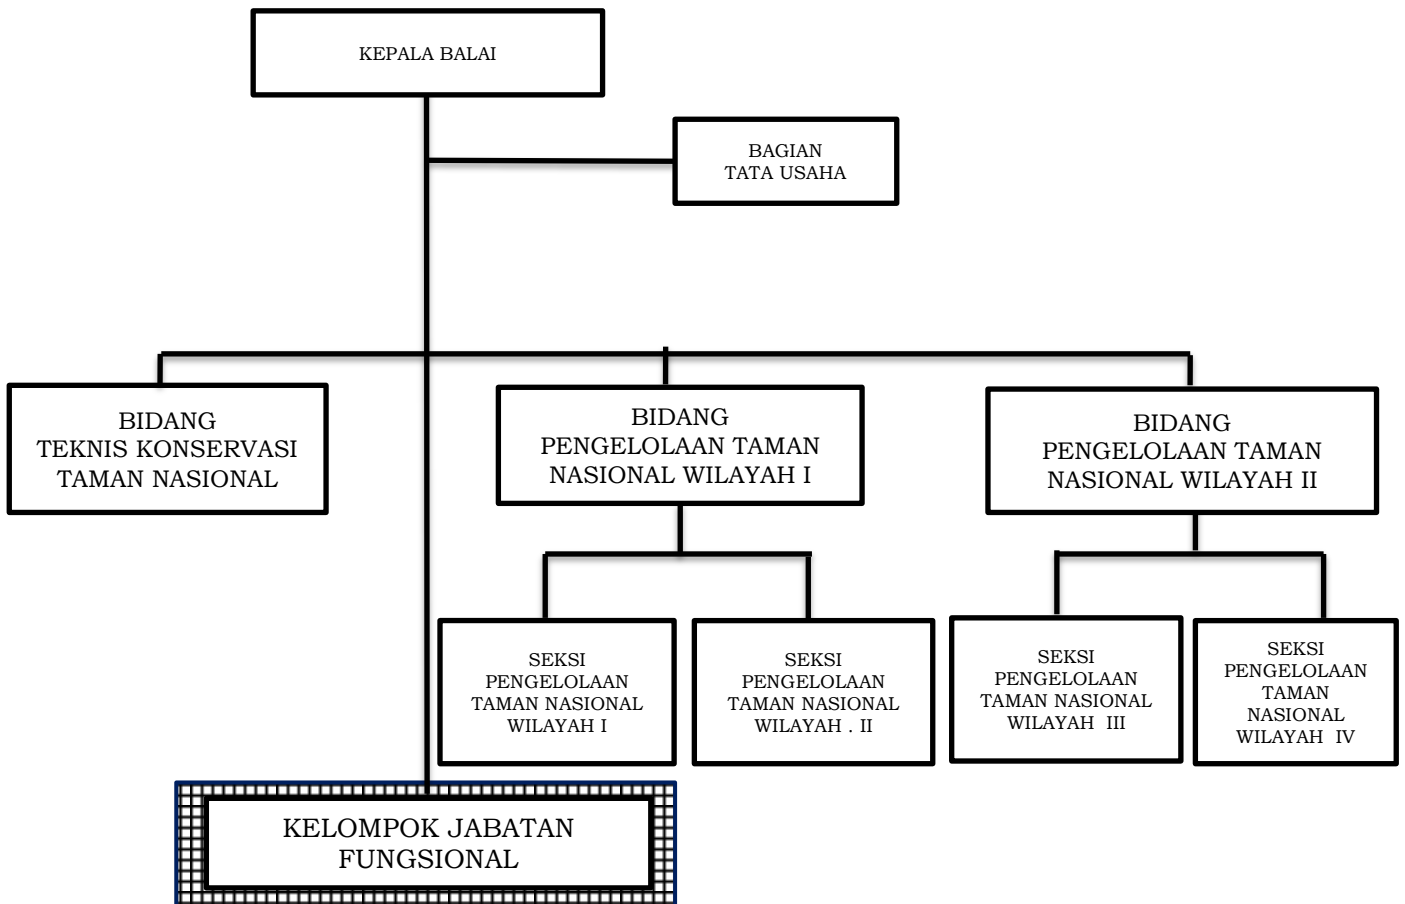 KEPALA BALAI
BAGIAN
TATA USAHA
BIDANG
TEKNIS KONSERVASI
TAMAN NASIONAL
BIDANG
PENGELOLAAN TAMAN
NASIONAL WILAYAH I
BIDANG
PENGELOLAAN TAMAN
NASIONAL WILAYAH II
SEKSI
PENGELOLAAN
TAMAN NASIONAL
WILAYAH I
SEKSI
PENGELOLAAN
TAMAN NASIONAL
WILAYAH . II
SEKSI
PENGELOLAAN
TAMAN NASIONAL
WILAYAH III
SEKSI
PENGELOLAAN
TAMAN
NASIONAL
WILAYAH IV
KELOMPOK JABATAN
FUNGSIONAL